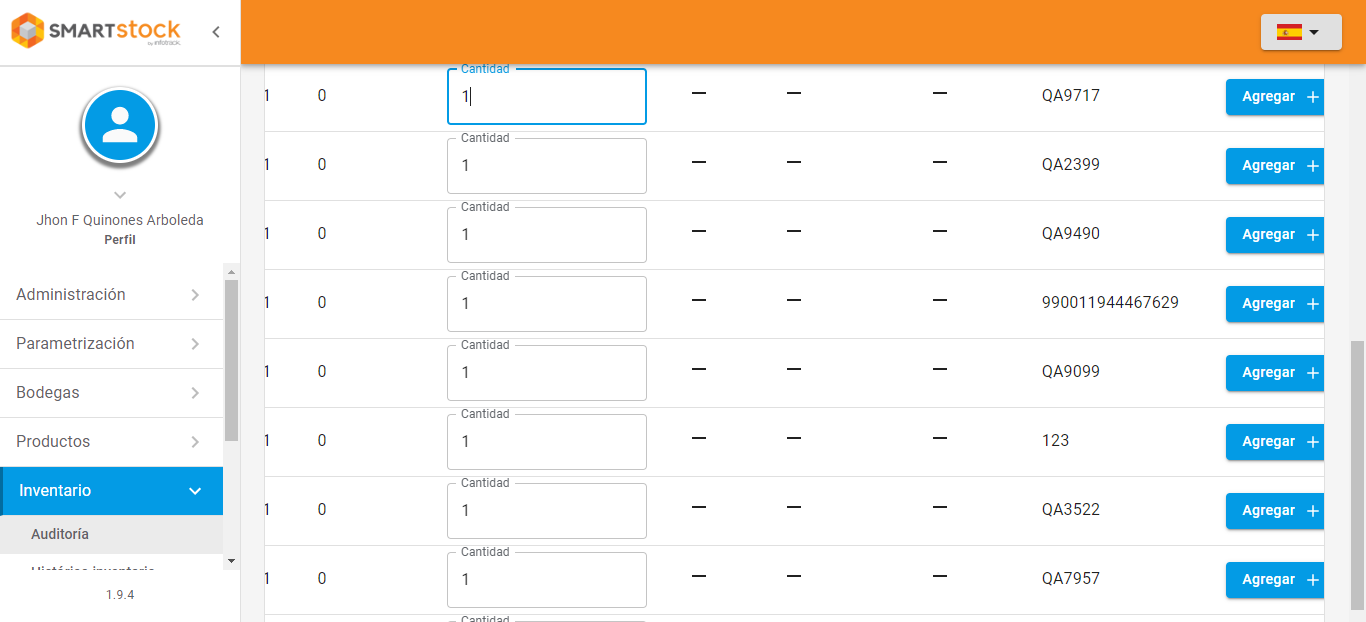 SMARTstock
by infotrack.
Jhon F Quinones Arboleda
Perfil
Administración
Parametrización
Bodegas
Productos
Inventario
Auditoría
Histórico inventario
1.9.4
Cantidad
1 0 1 — — — QA9717 Agregar +
Cantidad
1 0 1 — — — QA2399 Agregar +
Cantidad
1 0 1 — — — QA9490 Agregar +
Cantidad
1 0 1 — — — 990011944467629 Agregar +
Cantidad
1 0 1 — — — QA9099 Agregar +
Cantidad
1 0 1 — — — 123 Agregar +
Cantidad
1 0 1 — — — QA3522 Agregar +
Cantidad
1 0 1 — — — QA7957 Agregar +
Cantidad